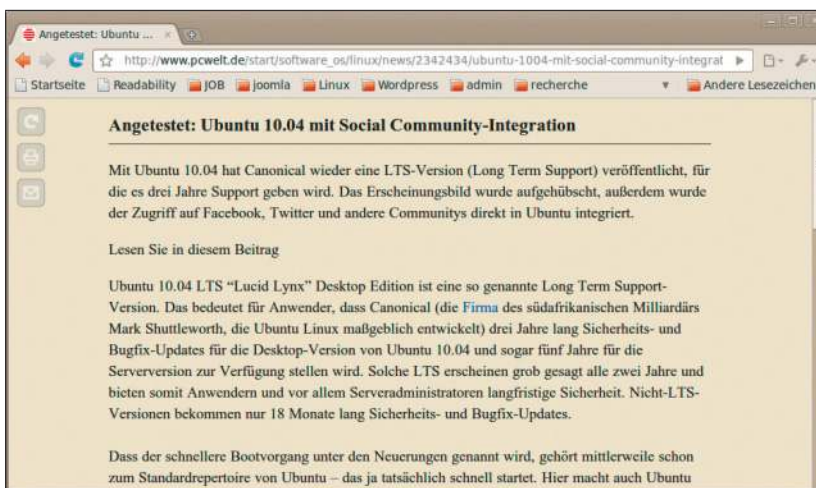 Angetestet: Ubuntu ...
http://www.pcwelt.de/start/software_os/linux/news/2342434/ubuntu-1004-mit-social-community-integrat
Startseite Readability JOB joomla Linux Wordpress admin recherche Andere Lesezeichen
Angetestet: Ubuntu 10.04 mit Social Community-Integration
Mit Ubuntu 10.04 hat Canonical wieder eine LTS-Version (Long Term Support) veröffentlicht, für
die es drei Jahre Support geben wird. Das Erscheinungsbild wurde aufgehübscht, außerdem wurde
der Zugriff auf Facebook, Twitter und andere Communitys direkt in Ubuntu integriert.
Lesen Sie in diesem Beitrag
Ubuntu 10.04 LTS “Lucid Lynx” Desktop Edition ist eine so genannte Long Term Support-
Version. Das bedeutet für Anwender, dass Canonical (die Firma des südafrikanischen Milliardärs
Mark Shuttleworth, die Ubuntu Linux maßgeblich entwickelt) drei Jahre lang Sicherheits- und
Bugfix-Updates für die Desktop-Version von Ubuntu 10.04 und sogar fünf Jahre für die
Serverversion zur Verfügung stellen wird. Solche LTS erscheinen grob gesagt alle zwei Jahre und
bieten somit Anwendern und vor allem Serveradministratoren langfristige Sicherheit. Nicht-LTS-
Versionen bekommen nur 18 Monate lang Sicherheits- und Bugfix-Updates.
Dass der schnellere Bootvorgang unter den Neuerungen genannt wird, gehört mittlerweile schon
zum Standardrepertoire von Ubuntu – das ja tatsächlich schnell startet. Hier macht auch Ubuntu